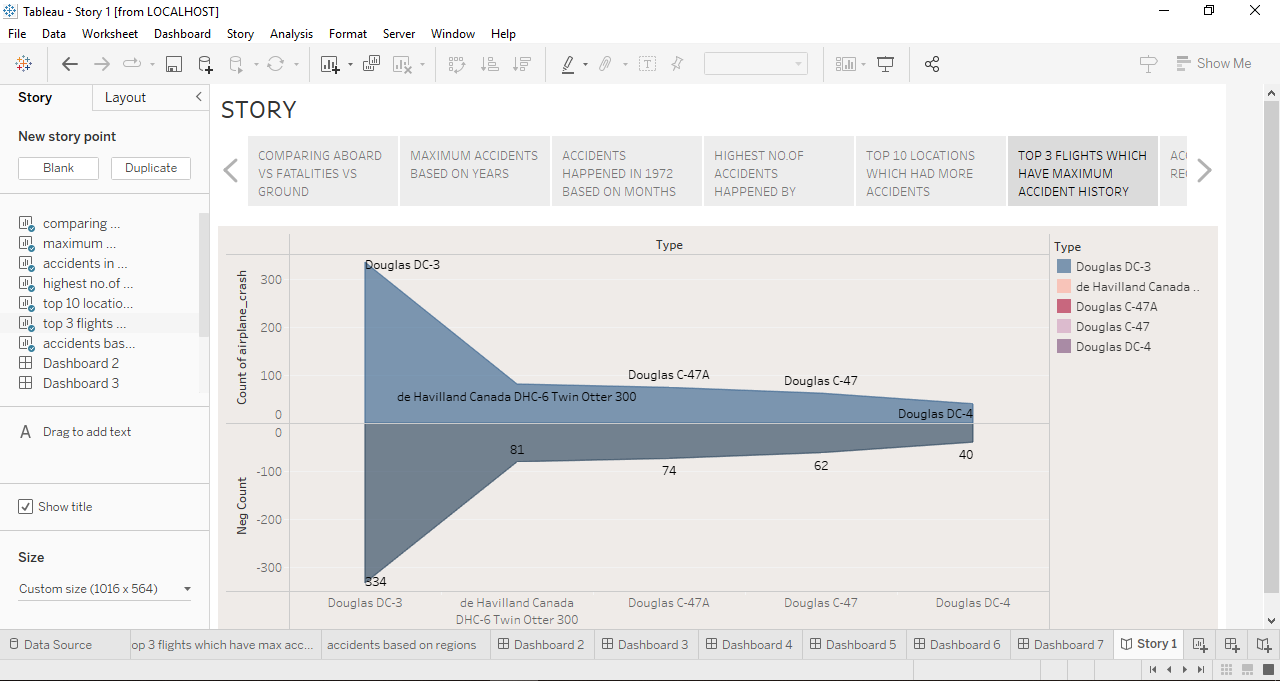 Tableau - Story 1 [from LOCALHOST]
File Data Worksheet Dashboard Story Analysis Format Server Window Help
Show Me
Story
Layout
New story point
Blank
Duplicate
comparing ...
maximum ...
accidents in ...
highest no.of ...
top 10 locatio...
top 3 flights ...
accidents bas...
Dashboard 2
Dashboard 3
A Drag to add text
Show title
Size
Custom size (1016 x 564)
STORY
COMPARING ABOARD
VS FATALITIES VS
GROUND
MAXIMUM ACCIDENTS
BASED ON YEARS
ACCIDENTS
HAPPENED IN 1972
BASED ON MONTHS
HIGHEST NO.OF
ACCIDENTS
HAPPENED BY
TOP 10 LOCATIONS
WHICH HAD MORE
ACCIDENTS
TOP 3 FLIGHTS WHICH
HAVE MAXIMUM
ACCIDENT HISTORY
Type
Count of airplane_crash
300
200
100
0
Neg Count
0
-100
-200
-300
Douglas DC-3
de Havilland Canada DHC-6 Twin Otter 300
Douglas C-47A
Douglas C-47
Douglas DC-4
334
81
74
62
40
Douglas DC-3
de Havilland Canada
DHC-6 Twin Otter 300
Douglas C-47A
Douglas C-47
Douglas DC-4
Type
Douglas DC-3
de Havilland Canada ..
Douglas C-47A
Douglas C-47
Douglas DC-4
Data Source
op 3 flights which have max acc...
accidents based on regions
Dashboard 2
Dashboard 3
Dashboard 4
Dashboard 5
Dashboard 6
Dashboard 7
Story 1